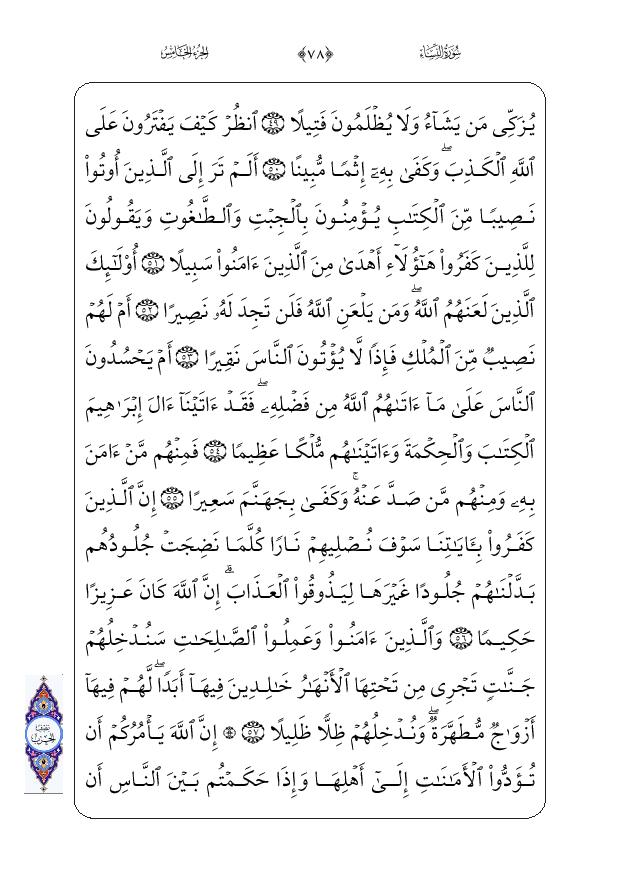 سُورَةُ النِّسَاءِ ﴿٧٨﴾ الجُزءُ الخَامِسُ
يُزَكِّى مَن يَشَآءُ وَلَا يُظۡلَمُونَ فَتِيلًا ٤٩ ٱنظُرۡ كَيۡفَ يَفۡتَرُونَ عَلَى
ٱللَّهِ ٱلۡكَذِبَۖ وَكَفَىٰ بِهِۦٓ إِثۡمٗا مُّبِينًا ٥٠ أَلَمۡ تَرَ إِلَى ٱلَّذِينَ أُوتُواْ
نَصِيبٗا مِّنَ ٱلۡكِتَٰبِ يُؤۡمِنُونَ بِٱلۡجِبۡتِ وَٱلطَّٰغُوتِ وَيَقُولُونَ
لِلَّذِينَ كَفَرُواْ هَٰٓؤُلَآءِ أَهۡدَىٰ مِنَ ٱلَّذِينَ ءَامَنُواْ سَبِيلًا ٥١ أُوْلَٰٓئِكَ
ٱلَّذِينَ لَعَنَهُمُ ٱللَّهُۖ وَمَن يَلۡعَنِ ٱللَّهُ فَلَن تَجِدَ لَهُۥ نَصِيرًا ٥٢ أَمۡ لَهُمۡ
نَصِيبٞ مِّنَ ٱلۡمُلۡكِ فَإِذٗا لَّا يُؤۡتُونَ ٱلنَّاسَ نَقِيرًا ٥٣ أَمۡ يَحۡسُدُونَ
ٱلنَّاسَ عَلَىٰ مَآ ءَاتَىٰهُمُ ٱللَّهُ مِن فَضۡلِهِۦۖ فَقَدۡ ءَاتَيۡنَآ ءَالَ إِبۡرَٰهِيمَ
ٱلۡكِتَٰبَ وَٱلۡحِكۡمَةَ وَءَاتَيۡنَٰهُم مُّلۡكًا عَظِيمٗا ٥٤ فَمِنۡهُم مَّنۡ ءَامَنَ
بِهِۦ وَمِنۡهُم مَّن صَدَّ عَنۡهُۚ وَكَفَىٰ بِجَهَنَّمَ سَعِيرًا ٥٥ إِنَّ ٱلَّذِينَ
كَفَرُواْ بِـَٔايَٰتِنَا سَوۡفَ نُصۡلِيهِمۡ نَارٗا كُلَّمَا نَضِجَتۡ جُلُودُهُم
بَدَّلۡنَٰهُمۡ جُلُودًا غَيۡرَهَا لِيَذُوقُواْ ٱلۡعَذَابَۗ إِنَّ ٱللَّهَ كَانَ عَزِيزًا
حَكِيمٗا ٥٦ وَٱلَّذِينَ ءَامَنُواْ وَعَمِلُواْ ٱلصَّٰلِحَٰتِ سَنُدۡخِلُهُمۡ
جَنَّٰتٖ تَجۡرِى مِن تَحۡتِهَا ٱلۡأَنۡهَٰرُ خَٰلِدِينَ فِيهَآ أَبَدٗاۖ لَّهُمۡ فِيهَآ
أَزۡوَٰجٞ مُّطَهَّرَةٞۖ وَنُدۡخِلُهُمۡ ظِلّٗا ظَلِيلًا ٥٧ ۞ إِنَّ ٱللَّهَ يَأۡمُرُكُمۡ أَن
تُؤَدُّواْ ٱلۡأَمَٰنَٰتِ إِلَىٰٓ أَهۡلِهَا وَإِذَا حَكَمۡتُم بَيۡنَ ٱلنَّاسِ أَن
نصف
الحزب